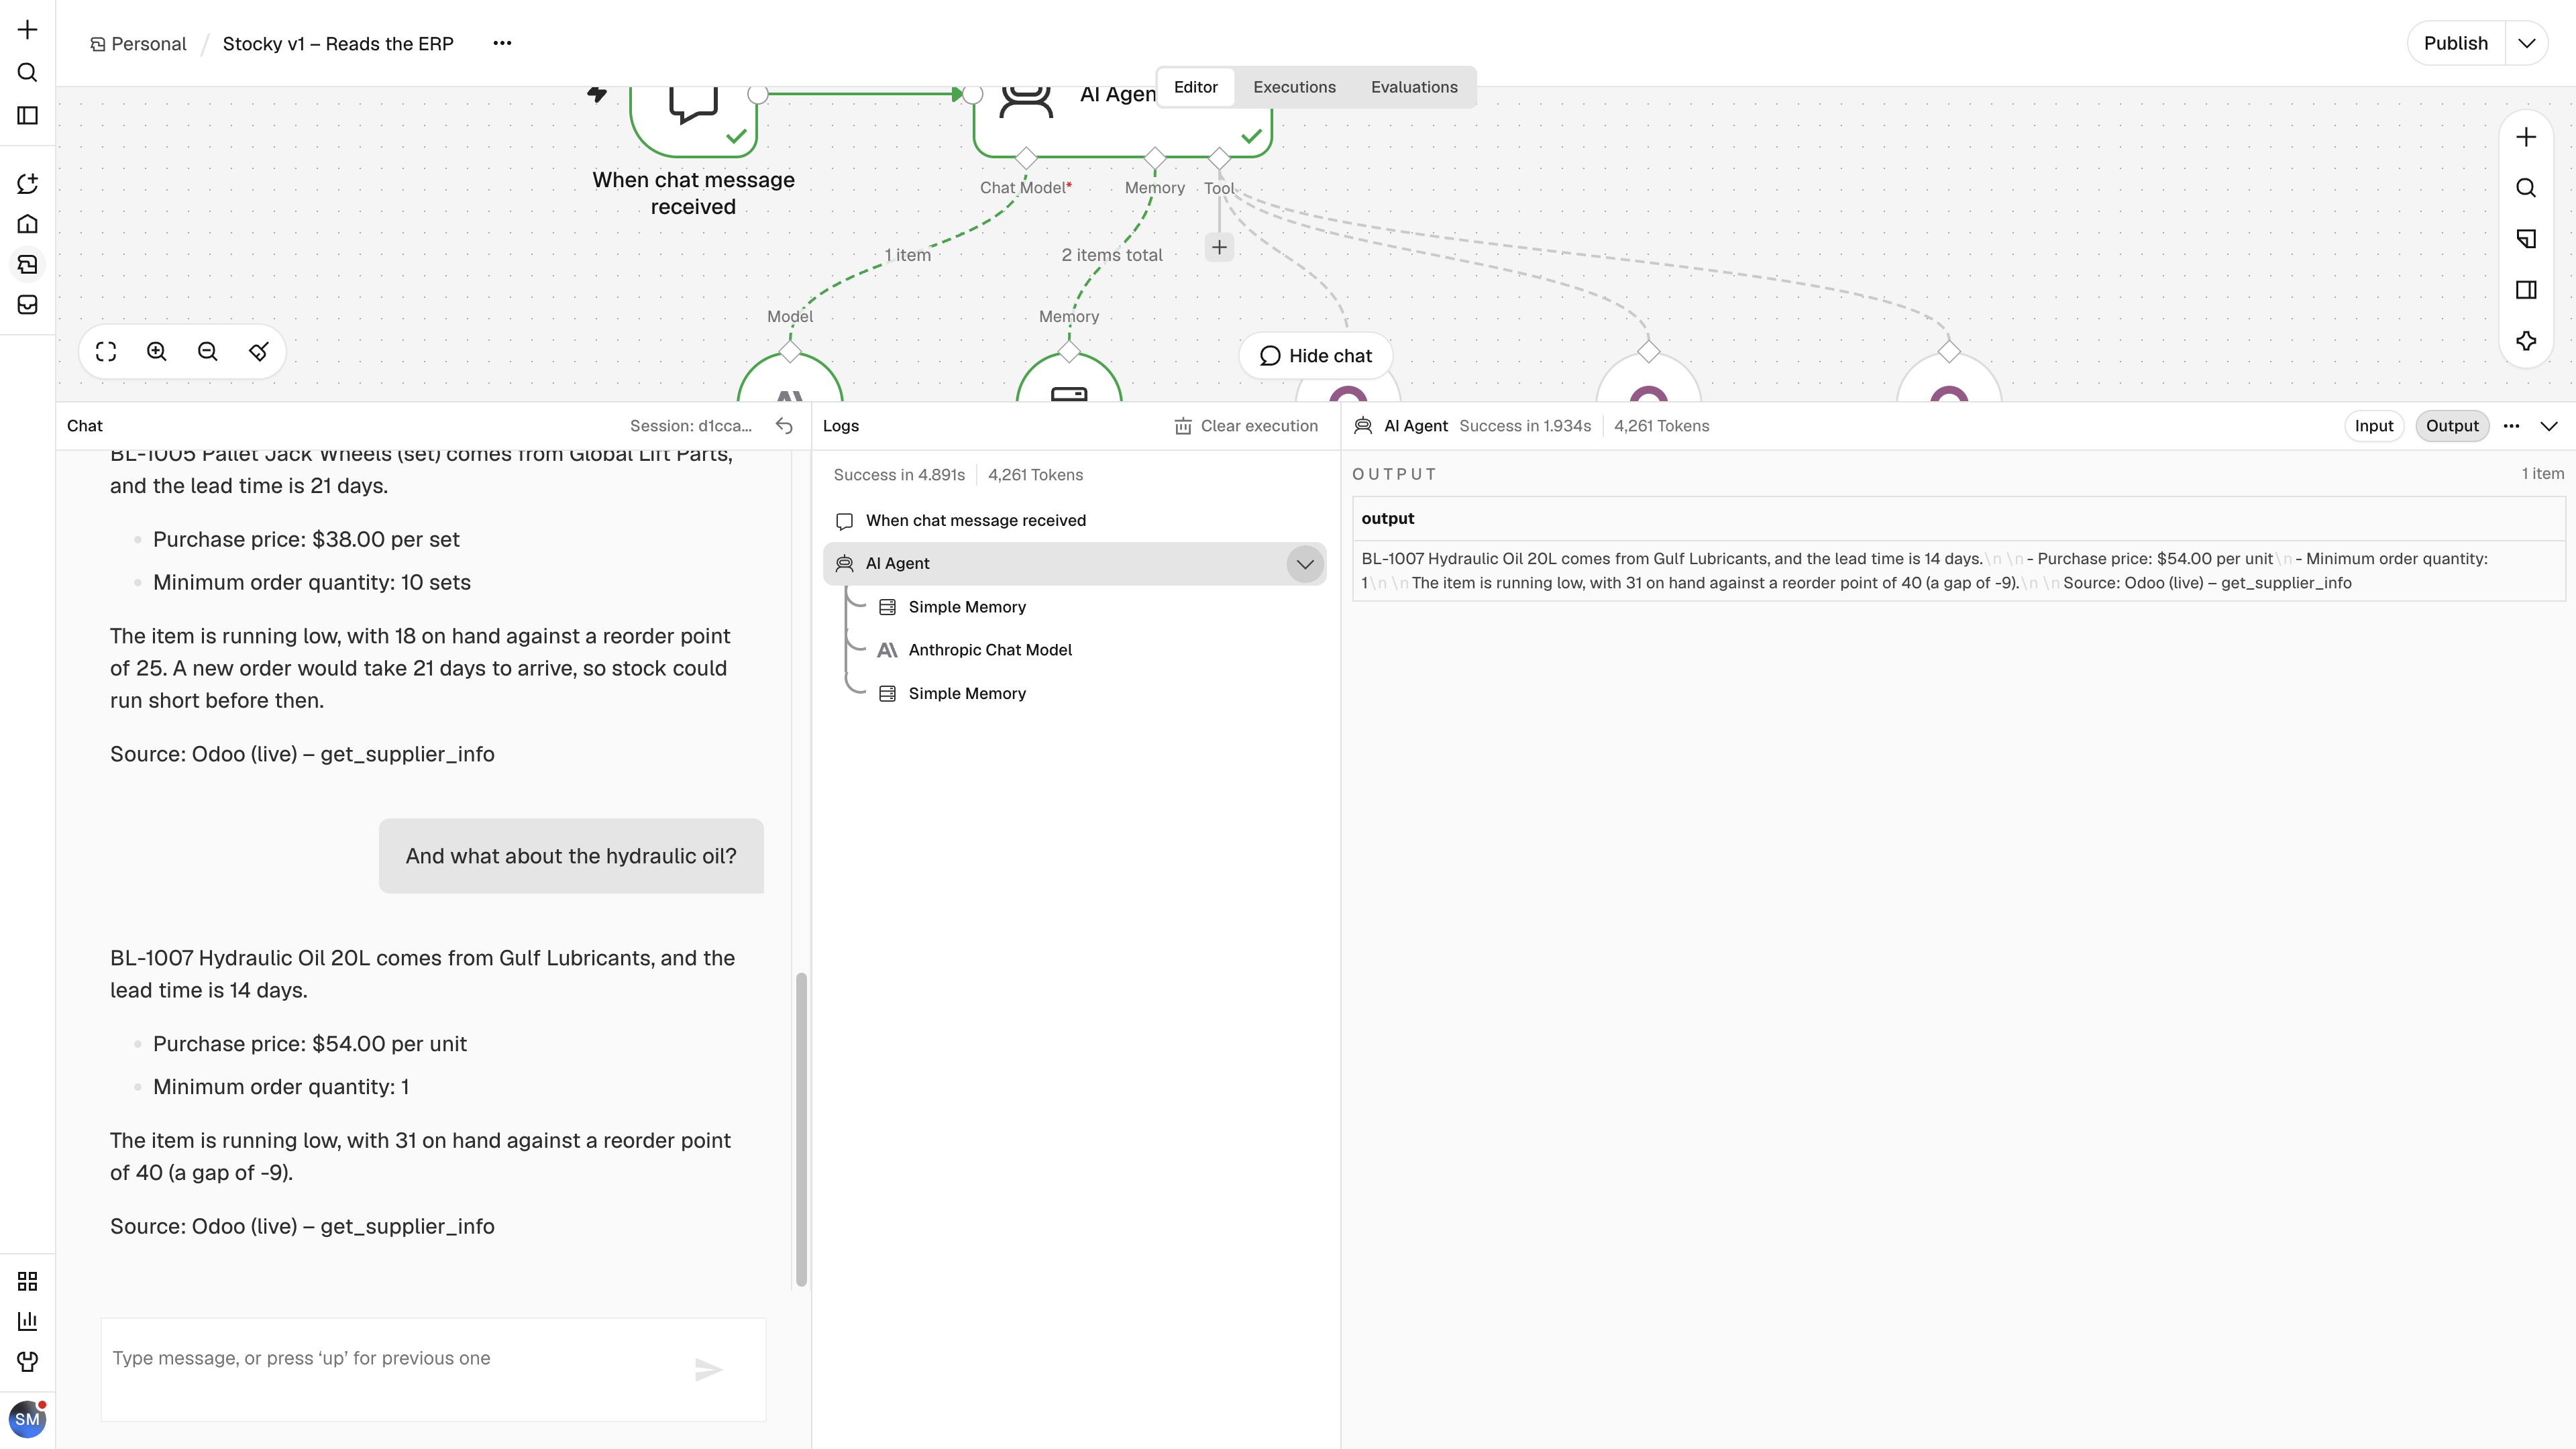 Personal / Stocky v1 – Reads the ERP
Publish
Editor
Executions
Evaluations
AI Agen
When chat message
received
Chat Model*
Memory
Tool
1 item
2 items total
Model
Memory
Hide chat
Chat
Session: d1cca...
BL-1005 Pallet Jack Wheels (set) comes from Global Lift Parts,
and the lead time is 21 days.
Purchase price: $38.00 per set
Minimum order quantity: 10 sets
The item is running low, with 18 on hand against a reorder point
of 25. A new order would take 21 days to arrive, so stock could
run short before then.
Source: Odoo (live) – get_supplier_info
And what about the hydraulic oil?
BL-1007 Hydraulic Oil 20L comes from Gulf Lubricants, and the
lead time is 14 days.
Purchase price: $54.00 per unit
Minimum order quantity: 1
The item is running low, with 31 on hand against a reorder point
of 40 (a gap of -9).
Source: Odoo (live) – get_supplier_info
Type message, or press ‘up’ for previous one
SM
Logs
Clear execution
Success in 4.891s
4,261 Tokens
When chat message received
AI Agent
Simple Memory
Anthropic Chat Model
Simple Memory
AI Agent
Success in 1.934s
4,261 Tokens
Input
Output
OUTPUT
1 item
output
BL-1007 Hydraulic Oil 20L comes from Gulf Lubricants, and the lead time is 14 days.\n \n - Purchase price: $54.00 per unit\n - Minimum order quantity:
1\n \n The item is running low, with 31 on hand against a reorder point of 40 (a gap of -9).\n \n Source: Odoo (live) – get_supplier_info